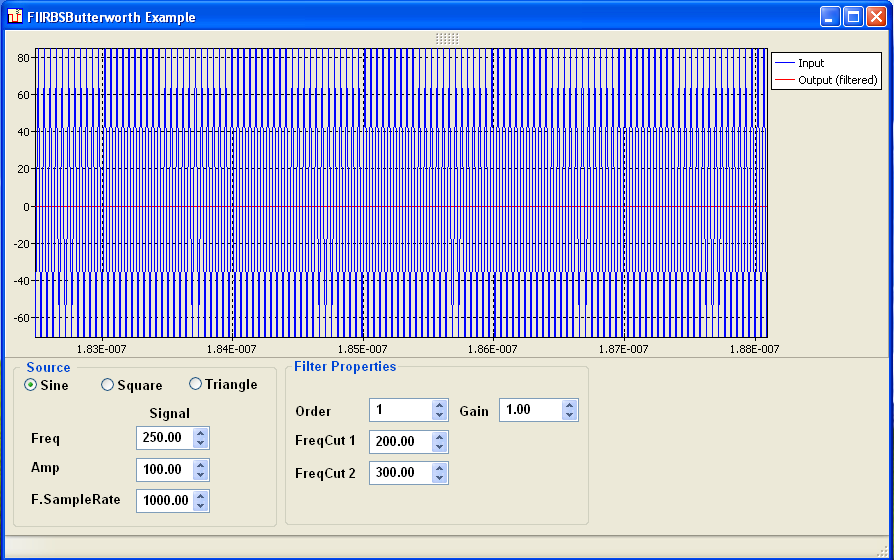 FIIRBSButterworth Example
80
60
40
20
0
-20
-40
-60
1.83E-007 1.84E-007 1.85E-007 1.86E-007 1.87E-007 1.88E-007
Input
Output (filtered)
Source
Sine Square Triangle
Signal
Freq 250.00
Amp 100.00
F.SampleRate 1000.00
Filter Properties
Order 1 Gain 1.00
FreqCut 1 200.00
FreqCut 2 300.00